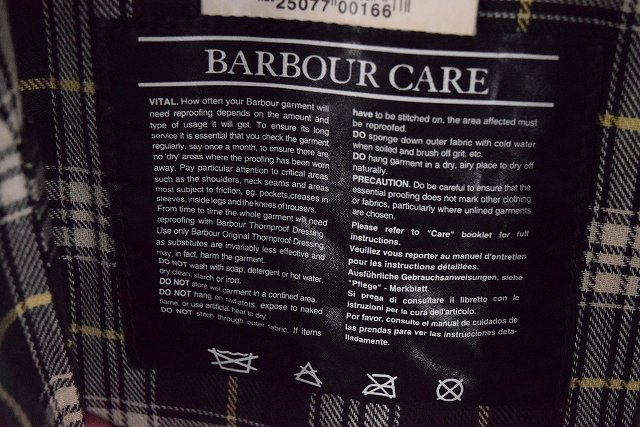 25077 00166
BARBOUR CARE
VITAL. How often your Barbour garment will
need reproofing depends on the amount and
type of usage it will get. To ensure its long
service it is essential that you check the garment
regularly, say once a month, to ensure there are
no 'dry' areas where the proofing has been worn
away. Pay particular attention to critical areas
such as the shoulders, neck seams and areas
most subject to friction, eg. pockets,creases in
sleeves, inside legs and the knees of trousers.
From time to time the whole garment will need
reproofing with Barbour Thornproof Dressing.
Use only Barbour Original Thornproof Dressing,
as substitutes are invariably less effective and
may, in fact, harm the garment.
DO NOT wash with soap, detergent or hot water,
dry clean, starch or iron.
DO NOT store wet garment in a confined area.
DO NOT hang on radiators, expose to naked
flame, or use artificial heat to dry.
DO NOT stitch through outer fabric. If items
have to be stitched on, the area affected must
be reproofed.
DO sponge down outer fabric with cold water
when soiled and brush off grit, etc.
DO hang garment in a dry, airy place to dry off
naturally.
PRECAUTION. Do be careful to ensure that the
essential proofing does not mark other clothing
or fabrics, particularly where unlined garments
are chosen.
Please refer to "Care" booklet for full
instructions.
Veuillez vous reporter au manuel d'entretien
pour les instructions détaillées.
Ausführliche Gebrauchsanweisungen, siehe
"Pflege" - Merkblatt.
Si prega di consultare il libretto con le
istruzioni per la cura dell'articolo.
Por favor, consulte el manual de cuidados de
las prendas para ver las instrucciones deta-
lladamente.